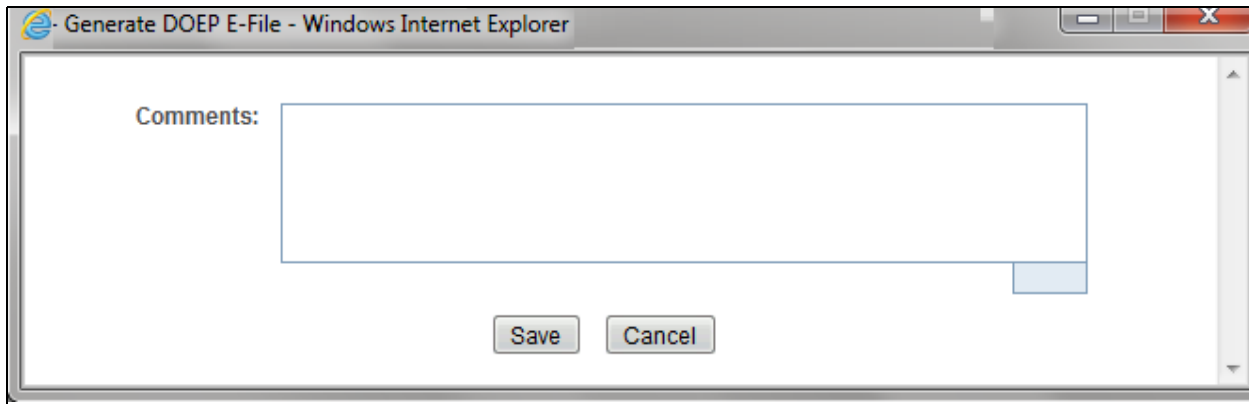 - Generate DOEP E-File - Windows Internet Explorer
Comments:
Save Cancel